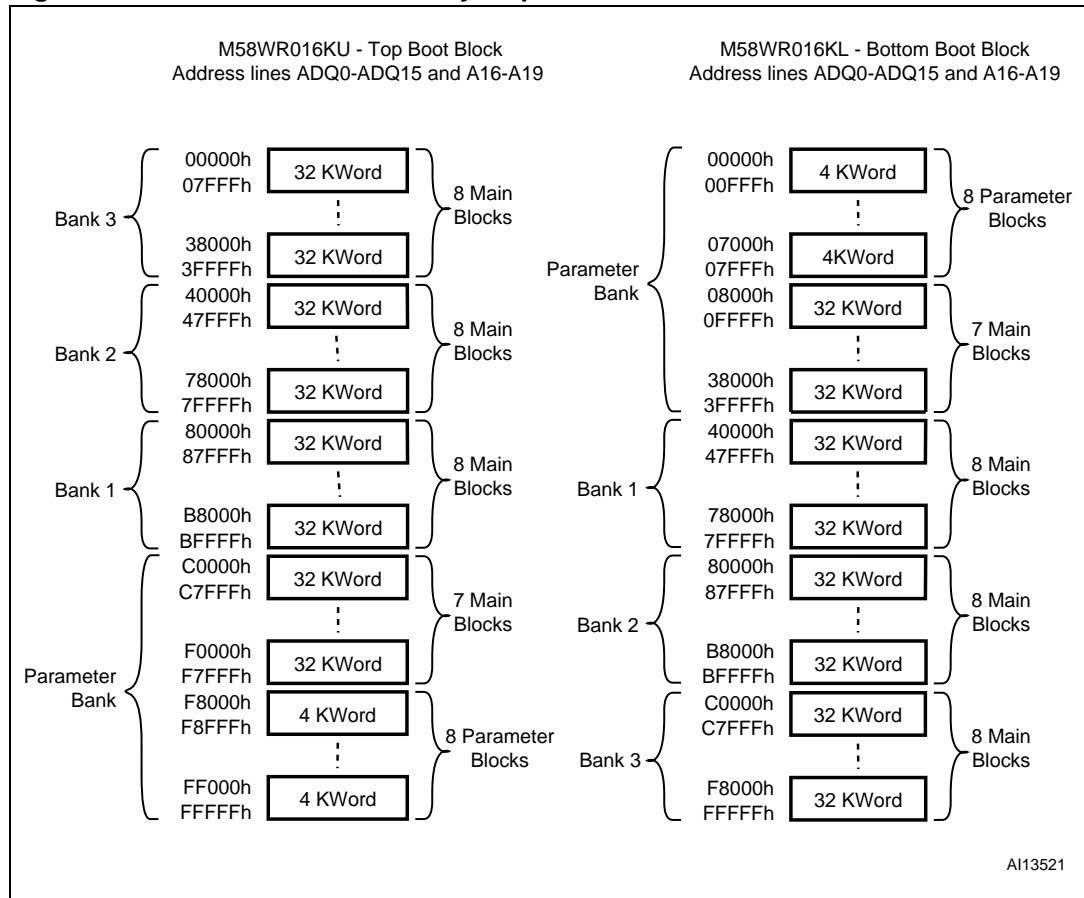 M58WR016KU - Top Boot Block
Address lines ADQ0-ADQ15 and A16-A19
00000h
07FFFh
32 KWord
38000h
3FFFFh
32 KWord
Bank 3
8 Main
Blocks
40000h
47FFFh
32 KWord
78000h
7FFFFh
32 KWord
Bank 2
8 Main
Blocks
80000h
87FFFh
32 KWord
B8000h
BFFFFh
32 KWord
Bank 1
8 Main
Blocks
C0000h
C7FFFh
32 KWord
F0000h
F7FFFh
32 KWord
7 Main
Blocks
Parameter
Bank
F8000h
F8FFFh
4 KWord
FF000h
FFFFFh
4 KWord
8 Parameter
Blocks
M58WR016KL - Bottom Boot Block
Address lines ADQ0-ADQ15 and A16-A19
00000h
00FFFh
4 KWord
07000h
07FFFh
4KWord
8 Parameter
Blocks
Parameter
Bank
08000h
0FFFFh
32 KWord
38000h
3FFFFh
32 KWord
7 Main
Blocks
40000h
47FFFh
32 KWord
78000h
7FFFFh
32 KWord
Bank 1
8 Main
Blocks
80000h
87FFFh
32 KWord
B8000h
BFFFFh
32 KWord
Bank 2
8 Main
Blocks
C0000h
C7FFFh
32 KWord
F8000h
FFFFFh
32 KWord
Bank 3
8 Main
Blocks
AI13521